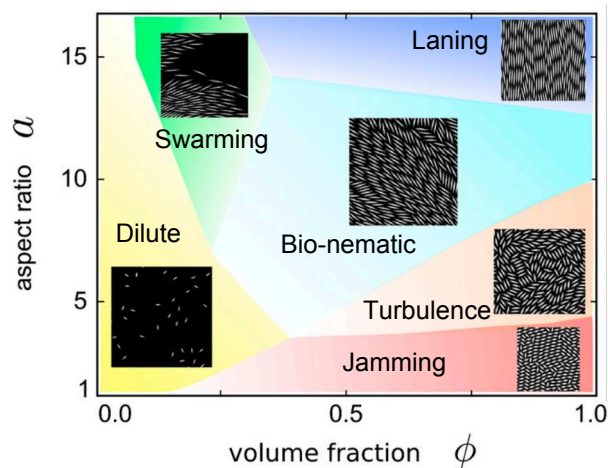 Laning
15
Swarming
aspect ratio a
10
Dilute
Bio-nematic
5
Turbulence
Jamming
1
0.0
0.5
1.0
volume fraction ϕ